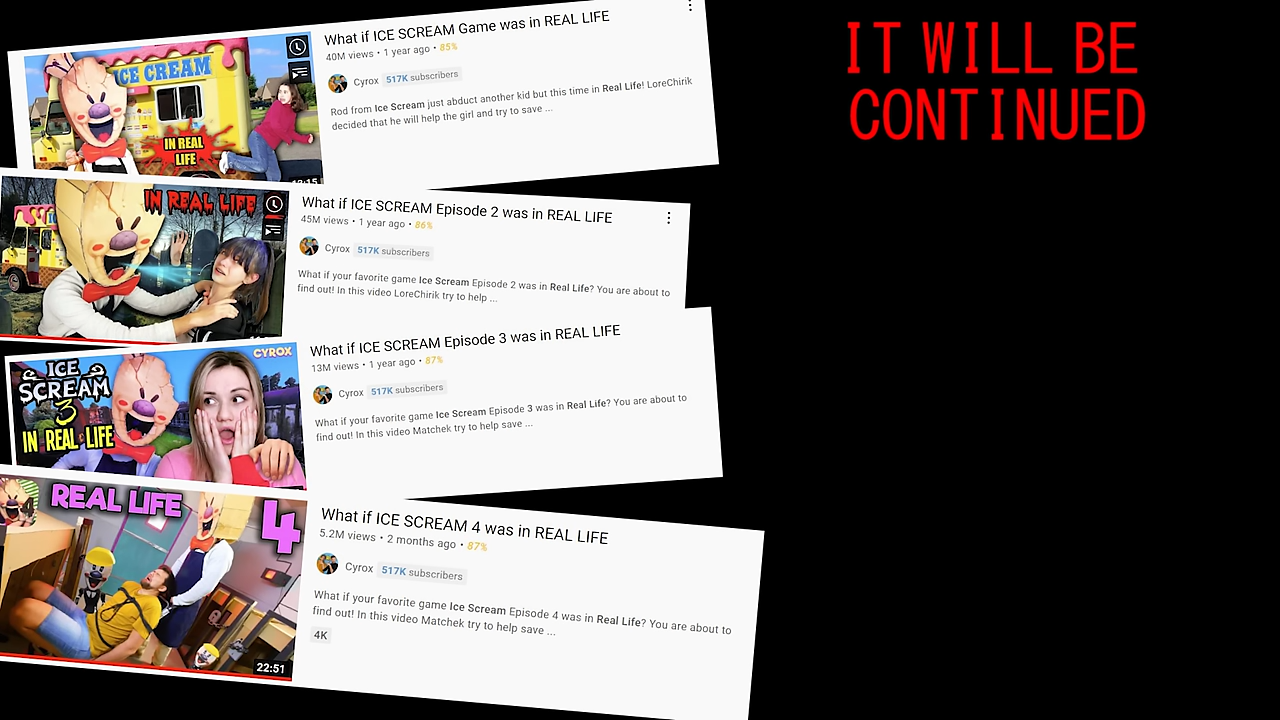 What if ICE SCREAM Game was in REAL LIFE
40M views • 1 year ago • 85%
Cyrox 517K subscribers
Rod from Ice Scream just abduct another kid but this time in Real Life! LoreChirik
decided that he will help the girl and try to save ...
ICE CREAM
IN REAL
LIFE
What if ICE SCREAM Episode 2 was in REAL LIFE
45M views • 1 year ago • 86%
Cyrox 517K subscribers
What if your favorite game Ice Scream Episode 2 was in Real Life? You are about to
find out! In this video LoreChirik try to help ...
IN REAL LIFE
What if ICE SCREAM Episode 3 was in REAL LIFE
13M views • 1 year ago • 87%
Cyrox 517K subscribers
What if your favorite game Ice Scream Episode 3 was in Real Life? You are about to
find out! In this video Matchek try to help save ...
CYROX
ICE
SCREAM
3
IN REAL LIFE
What if ICE SCREAM 4 was in REAL LIFE
5.2M views • 2 months ago • 87%
Cyrox 517K subscribers
What if your favorite game Ice Scream Episode 4 was in Real Life? You are about to
find out! In this video Matchek try to help save ...
4K
REAL LIFE
4
22:51
IT WILL BE
CONTINUED